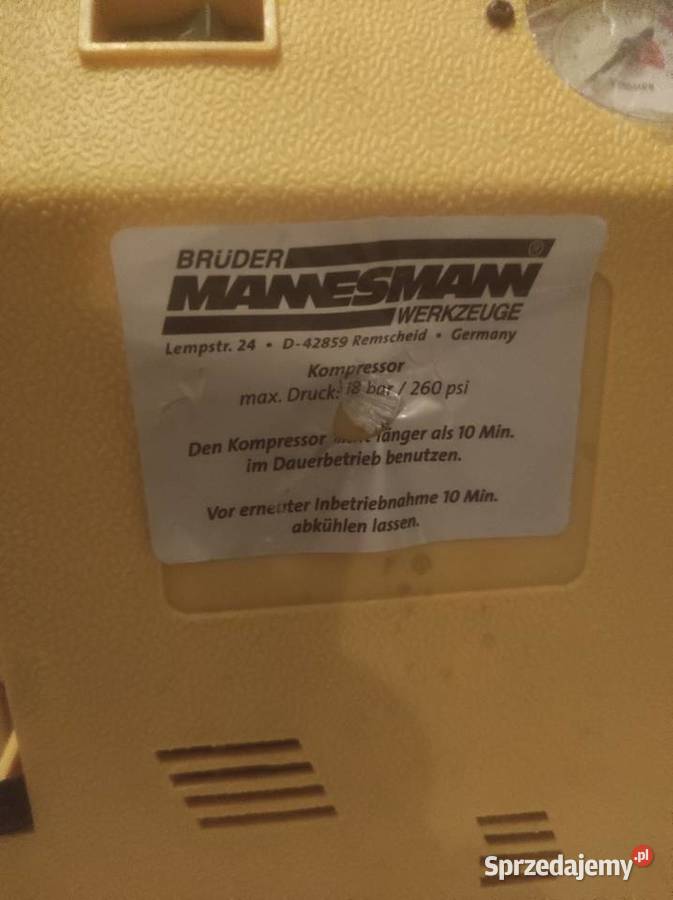 BRÜDER
MANNESMANN®
WERKZEUGE
Lempstr. 24 • D-42859 Remscheid • Germany
Kompressor
max. Druck: 18 bar / 260 psi
Den Kompressor länger als 10 Min.
im Dauerbetrieb benutzen.
Vor erneuter Inbetriebnahme 10 Min.
abkühlen lassen.
Sprzedajemy.pl